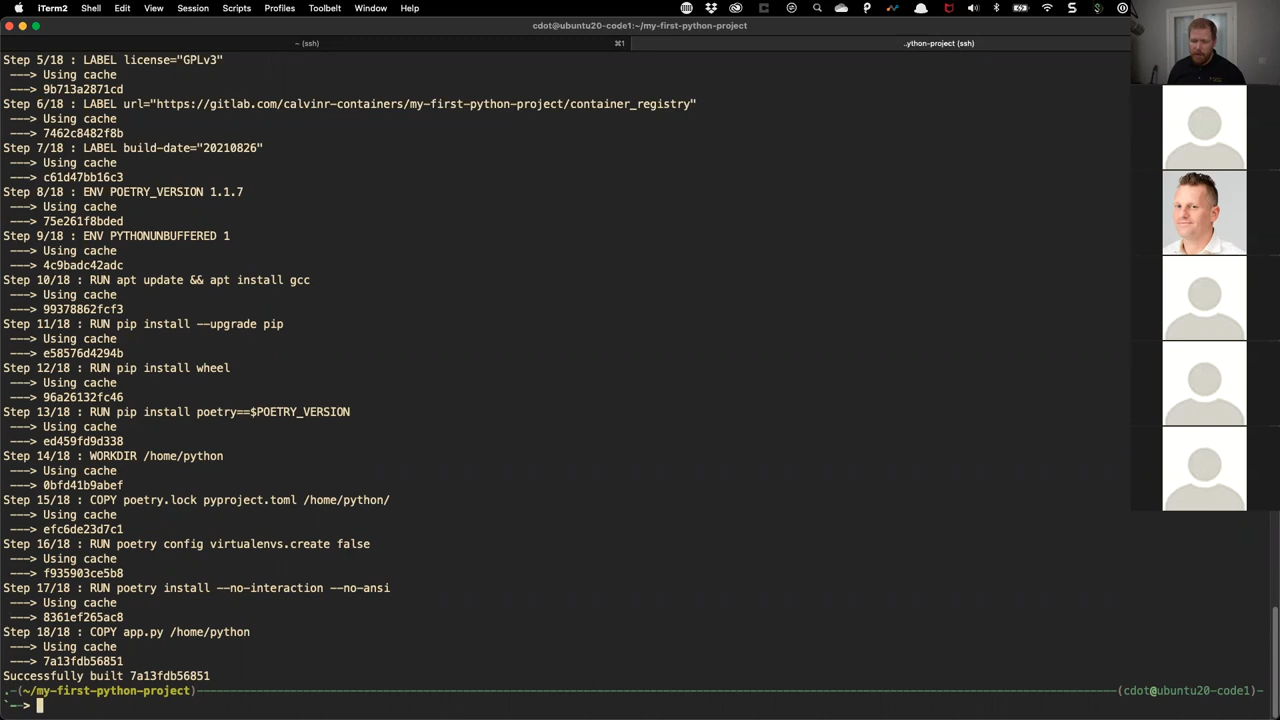 iTerm2 Shell Edit View Session Scripts Profiles Toolbelt Window Help
cdot@ubuntu20-code1:~/my-first-python-project
~ (ssh) ⌘1 ..ython-project (ssh)
Step 5/18 : LABEL license="GPLv3"
---> Using cache
---> 9b713a2871cd
Step 6/18 : LABEL url="https://gitlab.com/calvinr-containers/my-first-python-project/container_registry"
---> Using cache
---> 7462c8482f8b
Step 7/18 : LABEL build-date="20210826"
---> Using cache
---> c61d47bb16c3
Step 8/18 : ENV POETRY_VERSION 1.1.7
---> Using cache
---> 75e261f8bded
Step 9/18 : ENV PYTHONUNBUFFERED 1
---> Using cache
---> 4c9badc42adc
Step 10/18 : RUN apt update && apt install gcc
---> Using cache
---> 99378862fcf3
Step 11/18 : RUN pip install --upgrade pip
---> Using cache
---> e58576d4294b
Step 12/18 : RUN pip install wheel
---> Using cache
---> 96a26132fc46
Step 13/18 : RUN pip install poetry==$POETRY_VERSION
---> Using cache
---> ed459fd9d338
Step 14/18 : WORKDIR /home/python
---> Using cache
---> 0bfd41b9abef
Step 15/18 : COPY poetry.lock pyproject.toml /home/python/
---> Using cache
---> efc6de23d7c1
Step 16/18 : RUN poetry config virtualenvs.create false
---> Using cache
---> f935903ce5b8
Step 17/18 : RUN poetry install --no-interaction --no-ansi
---> Using cache
---> 8361ef265ac8
Step 18/18 : COPY app.py /home/python
---> Using cache
---> 7a13fdb56851
Successfully built 7a13fdb56851
.-(~/my-first-python-project)---(cdot@ubuntu20-code1)-
`--->